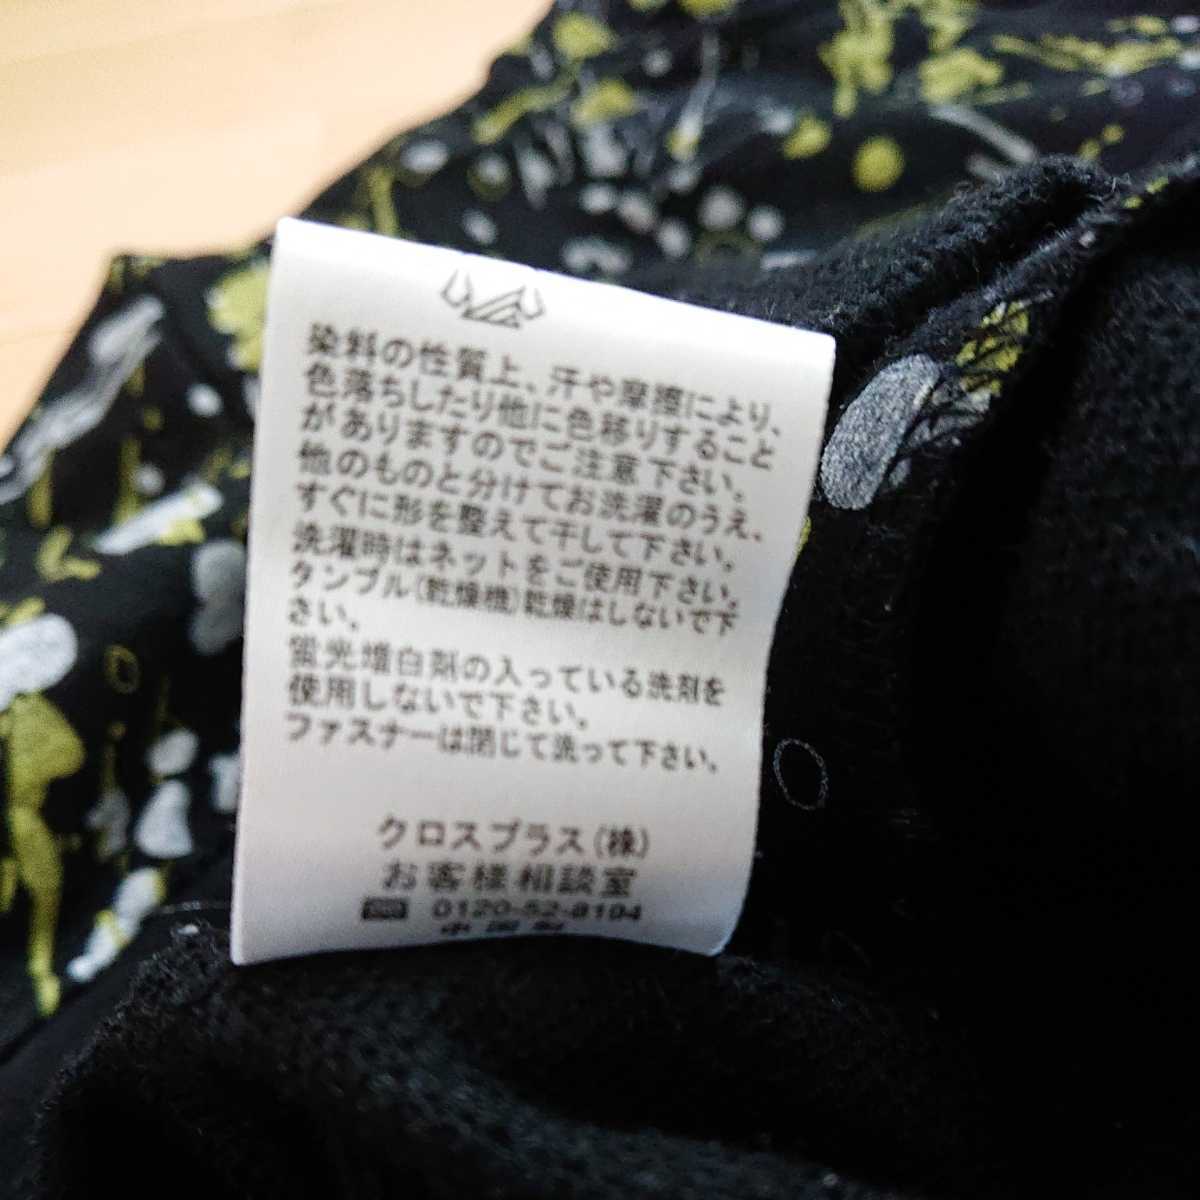 染料の性質上、汗や摩擦により、
色落ちしたり他に色移りすること
がありますのでご注意下さい。
他のものと分けてお洗濯のうえ、
すぐに形を整えて干して下さい。
洗濯時はネットをご使用下さい。
タンブル(乾燥機)乾燥はしないで下
さい。
蛍光増白剤の入っている洗剤を
使用しないで下さい。
ファスナーは閉じて洗って下さい。
クロスプラス(株)
お客様相談室
0120-52-8194
中国製